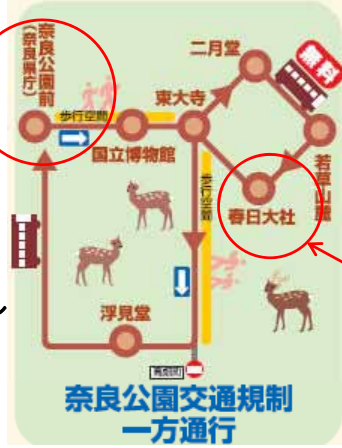 奈良公園前
（奈良県庁）
歩行空間
国立博物館
東大寺
二月堂
無料
若草山麓
春日大社
歩行空間
浮見堂
奈良公園交通規制
一方通行